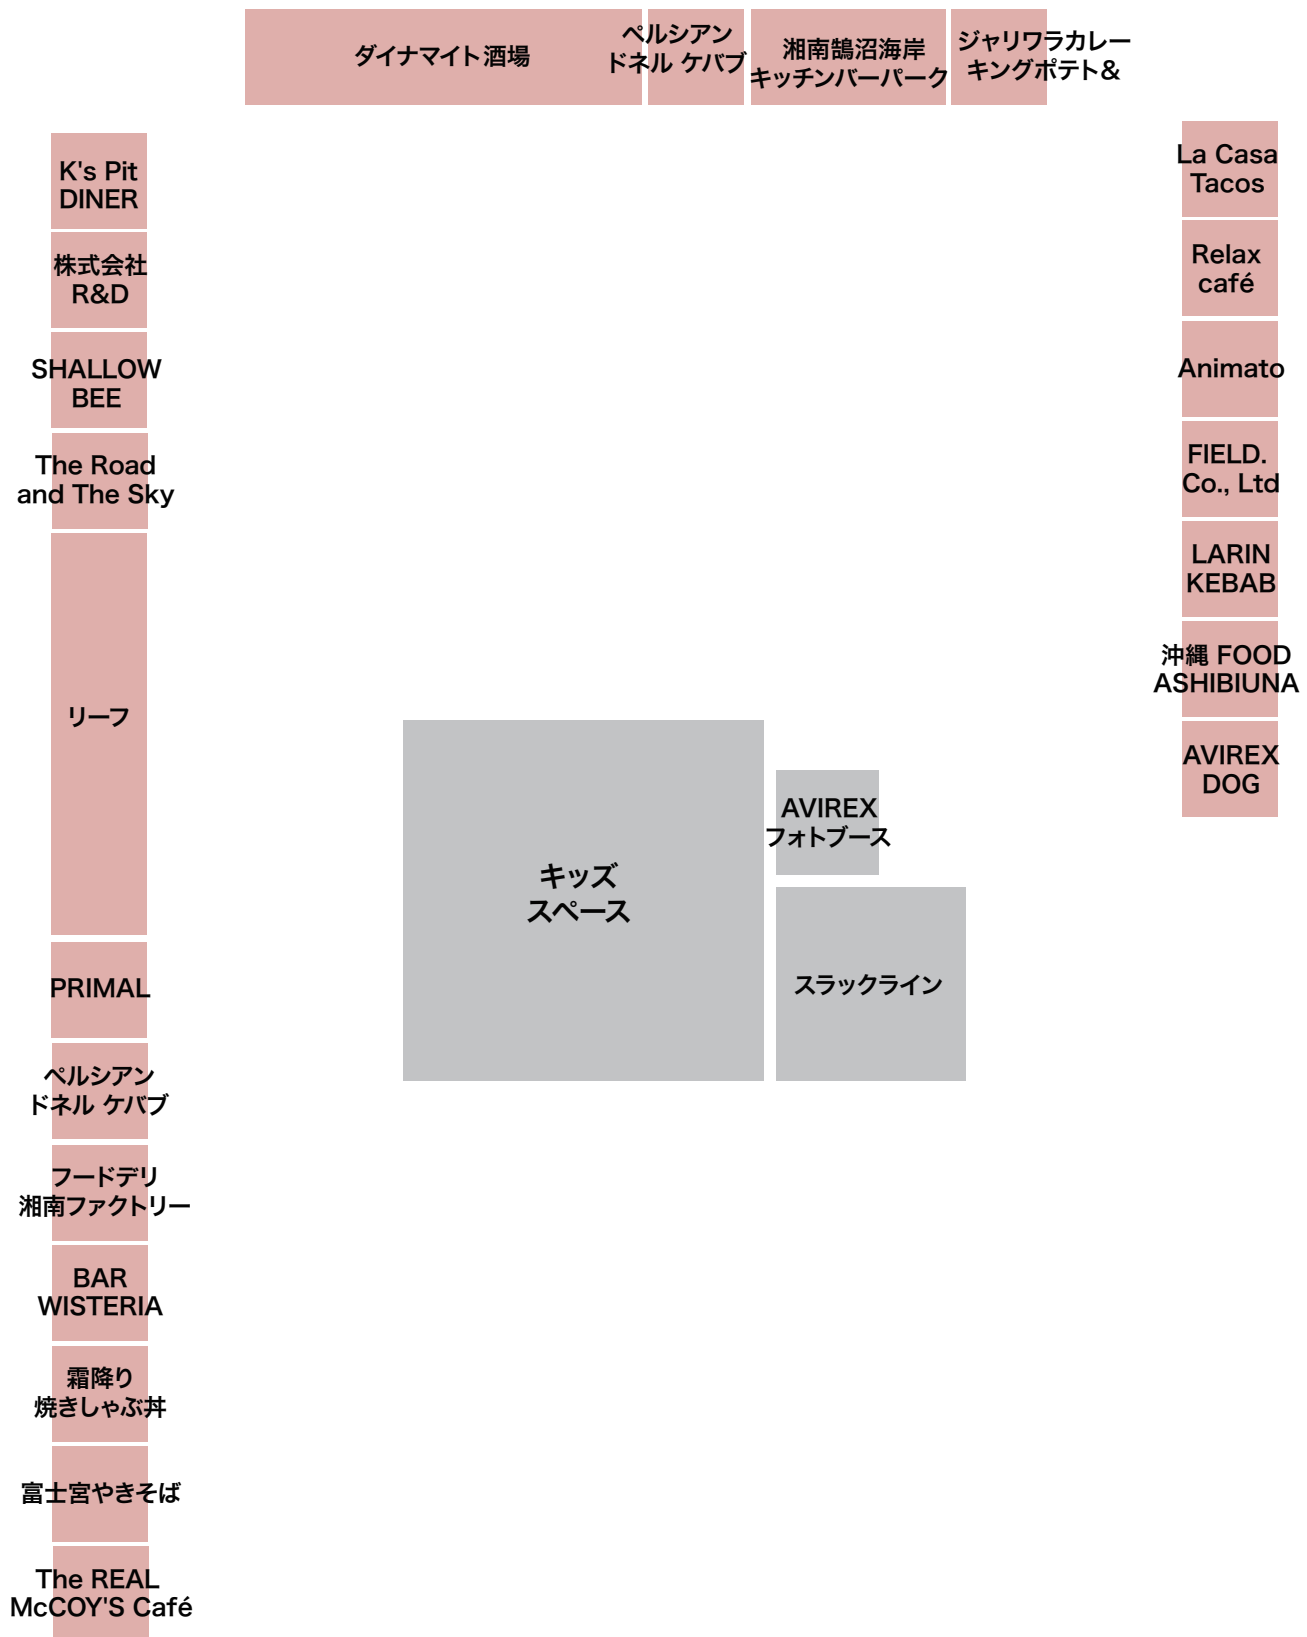 ダイナマイト酒場
ペルシアン
ドネル ケバブ
湘南鵠沼海岸
キッチンバーパーク
ジャリワラカレー
キングポテト＆
K's Pit
DINER
株式会社
R&D
SHALLOW
BEE
The Road
and The Sky
リーフ
PRIMAL
ペルシアン
ドネル ケバブ
フードデリ
湘南ファクトリー
BAR
WISTERIA
霜降り
焼きしゃぶ丼
富士宮やきそば
The REAL
McCOY'S Café
キッズ
スペース
AVIREX
フォトブース
スラックライン
La Casa
Tacos
Relax
café
Animato
FIELD.
Co., Ltd
LARIN
KEBAB
沖縄 FOOD
ASHIBIUNA
AVIREX
DOG